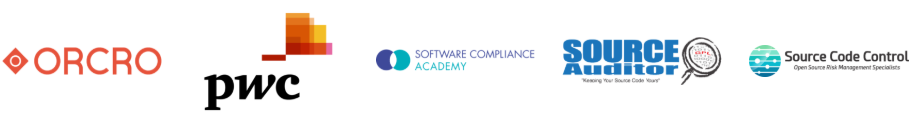 ORCRO
pwc
SOFTWARE COMPLIANCE
ACADEMY
SOURCE
Auditor
"Keeping Your Source Code Yours"
GPL
Source Code Control
Open Source Risk Management Specialists